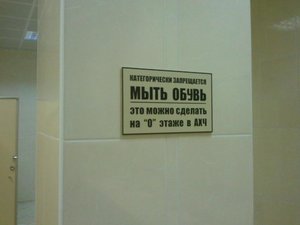 КАТЕГОРИЧЕСКИ ЗАПРЕЩАЕТСЯ
МЫТЬ ОБУВЬ
это можно сделать
на "0" этаже в АХЧ